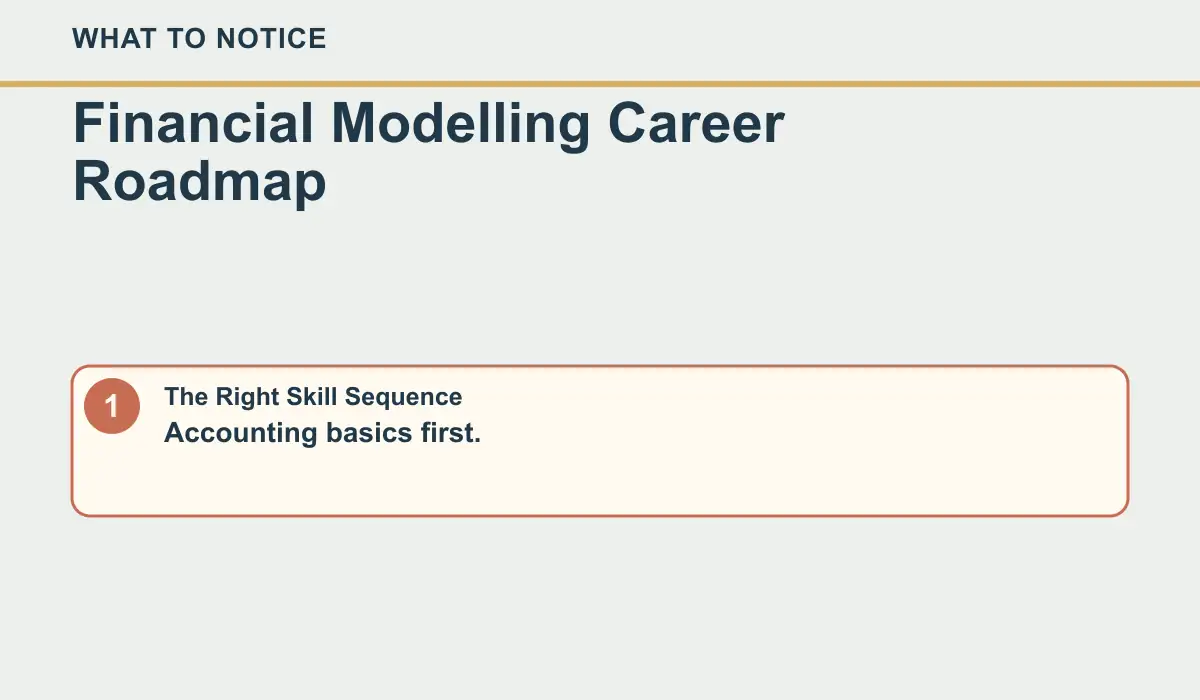 WHAT TO NOTICE
Financial Modelling Career
Roadmap
1
The Right Skill Sequence
Accounting basics first.